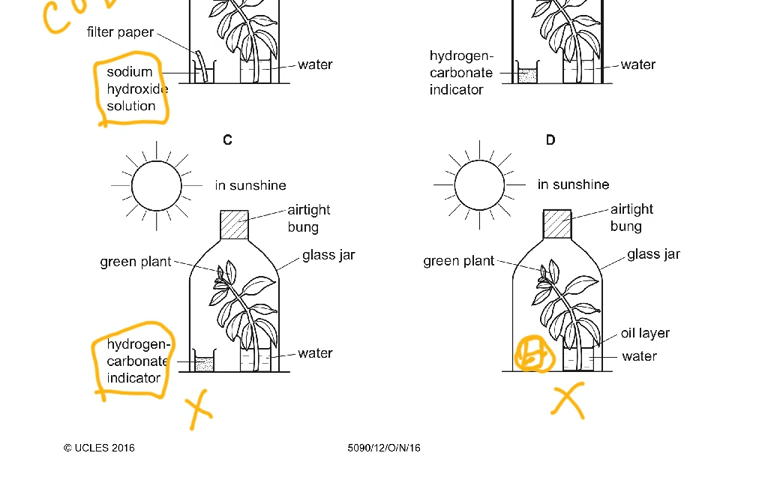 filter paper
sodium
hydroxide
solution
water
hydrogen-
carbonate
indicator
water
C
D
in sunshine
airtight
bung
glass jar
green plant
hydrogen-
carbonate
indicator
water
in sunshine
airtight
bung
glass jar
green plant
oil layer
water
© UCLES 2016
5090/12/O/N/16